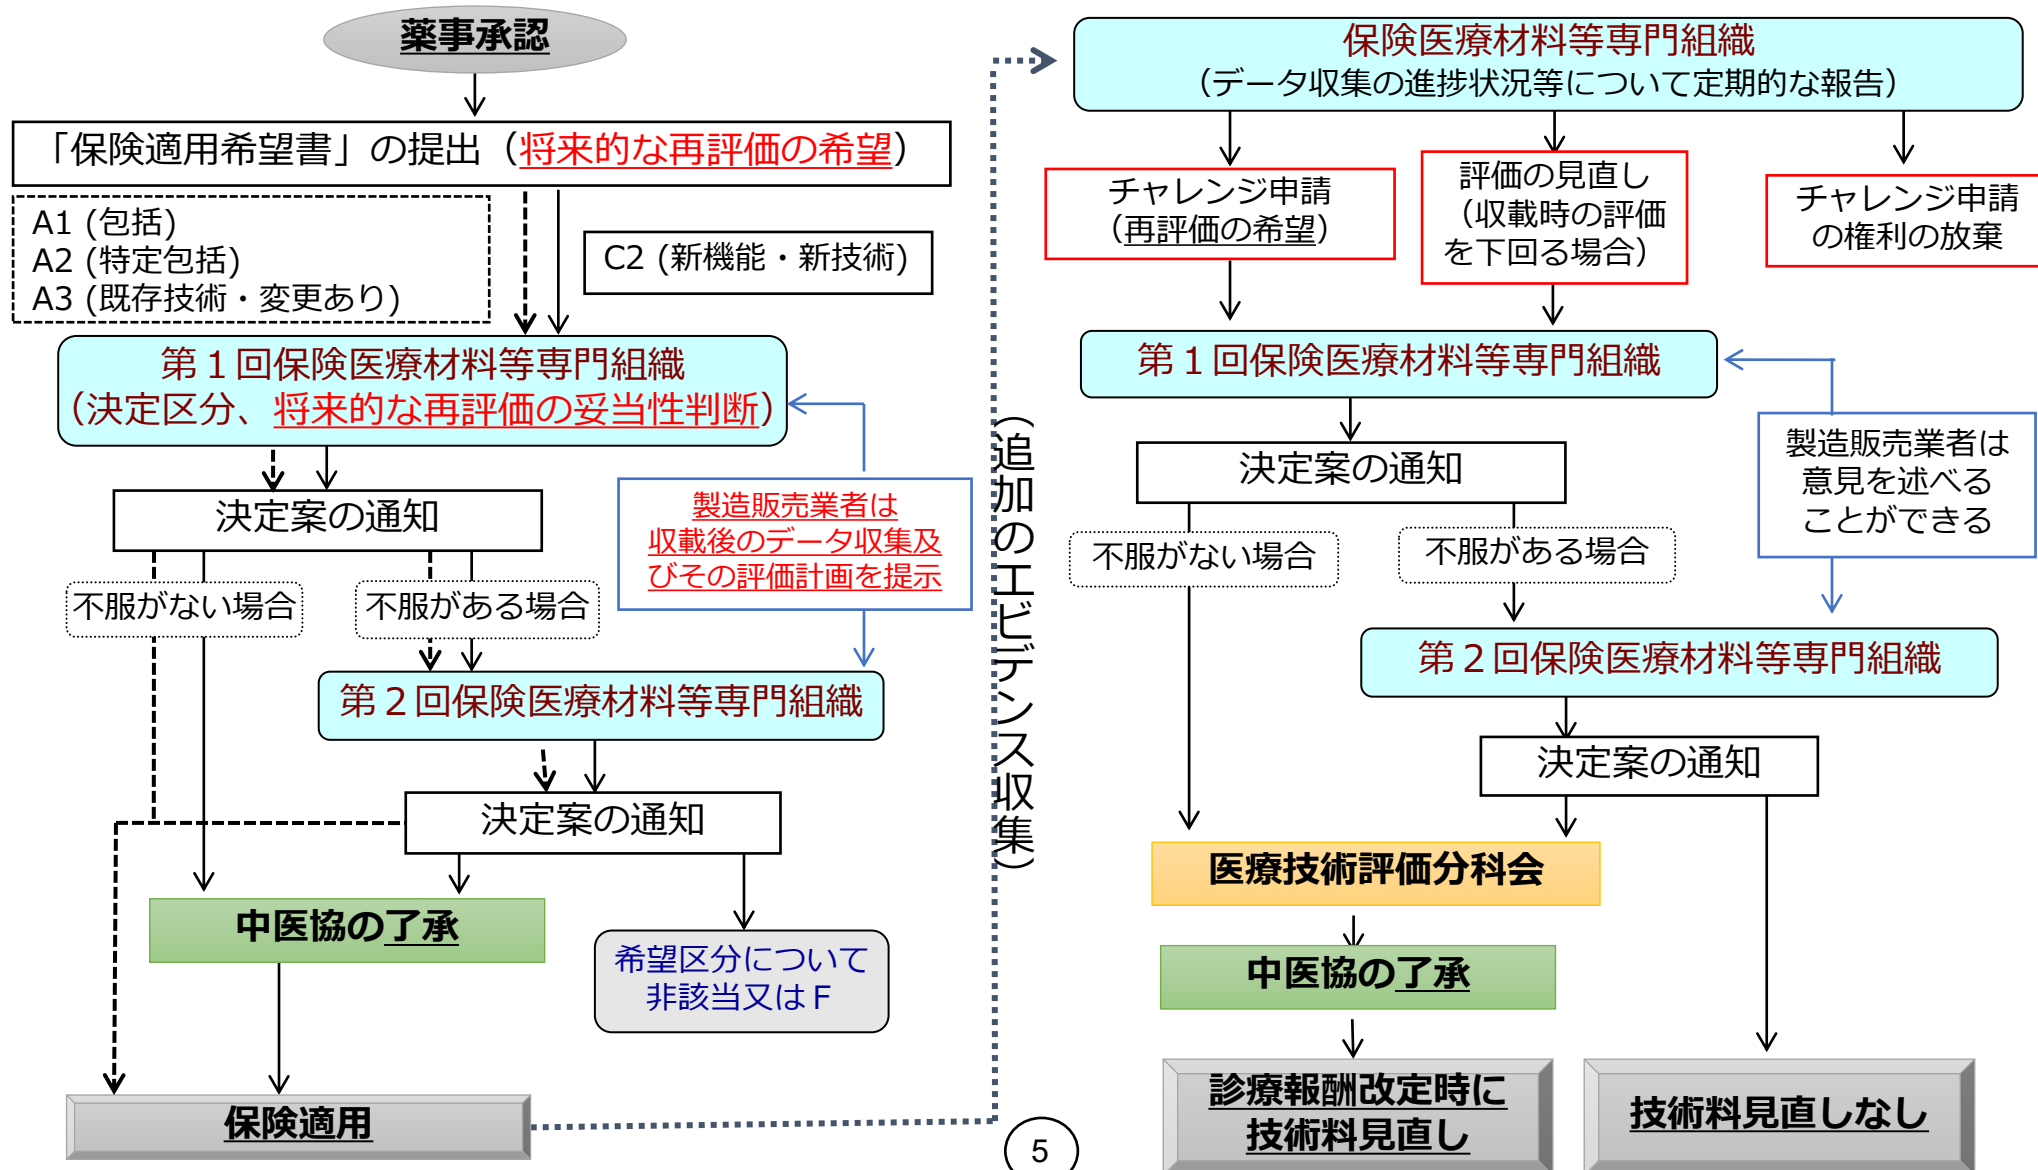 薬事承認
「保険適用希望書」の提出（将来的な再評価の希望）
A1 (包括)
A2 (特定包括)
A3 (既存技術・変更あり)
C2 (新機能・新技術)
第１回保険医療材料等専門組織
（決定区分、将来的な再評価の妥当性判断）
決定案の通知
製造販売業者は
収載後のデータ収集及
びその評価計画を提示
不服がない場合
不服がある場合
第２回保険医療材料等専門組織
決定案の通知
中医協の了承
希望区分について
非該当又はＦ
保険適用
（追加のエビデンス収集）
保険医療材料等専門組織
（データ収集の進捗状況等について定期的な報告）
チャレンジ申請
（再評価の希望）
評価の見直し
（収載時の評価
を下回る場合）
チャレンジ申請
の権利の放棄
第１回保険医療材料等専門組織
決定案の通知
製造販売業者は
意見を述べる
ことができる
不服がない場合
不服がある場合
第２回保険医療材料等専門組織
決定案の通知
医療技術評価分科会
中医協の了承
診療報酬改定時に
技術料見直し
技術料見直しなし
5